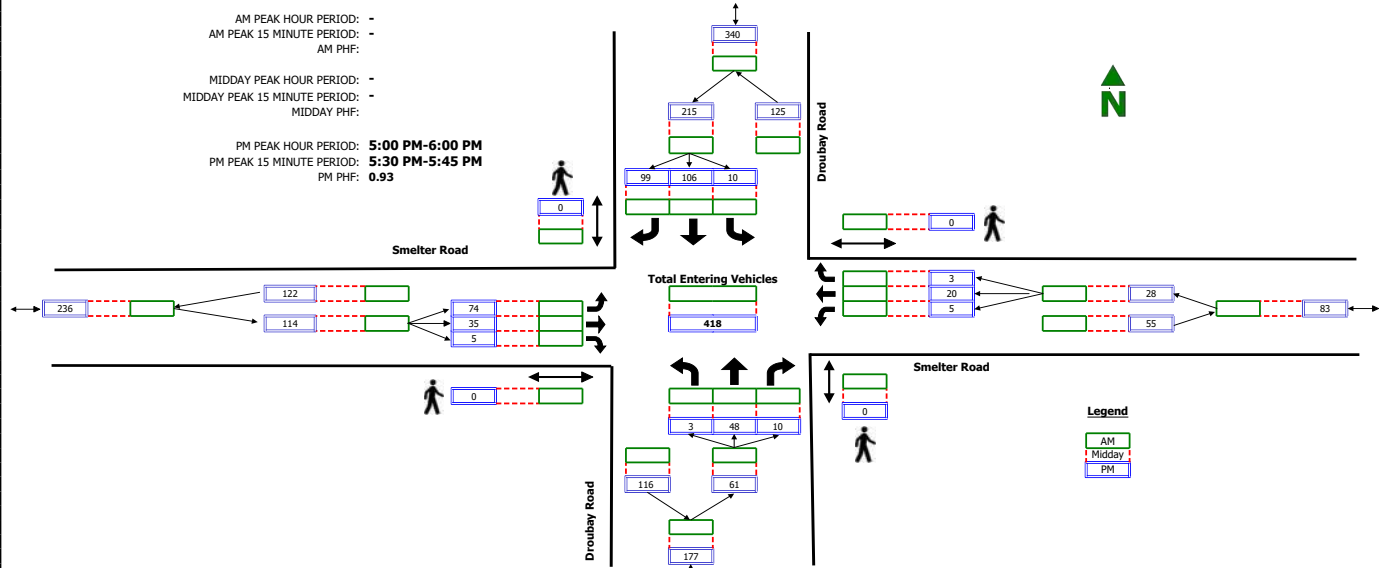 AM PEAK HOUR PERIOD: -
AM PEAK 15 MINUTE PERIOD: -
AM PHF:
MIDDAY PEAK HOUR PERIOD: -
MIDDAY PEAK 15 MINUTE PERIOD: -
MIDDAY PHF:
PM PEAK HOUR PERIOD: 5:00 PM-6:00 PM
PM PEAK 15 MINUTE PERIOD: 5:30 PM-5:45 PM
PM PHF: 0.93
340
215 125
99 106 10
Droubay Road
N
0
0
Smelter Road
Total Entering Vehicles
418
236
122
114
74
35
5
3
20
5
28
55
83
Smelter Road
0
0
3 48 10
116 61
177
Droubay Road
Legend
AM
Midday
PM